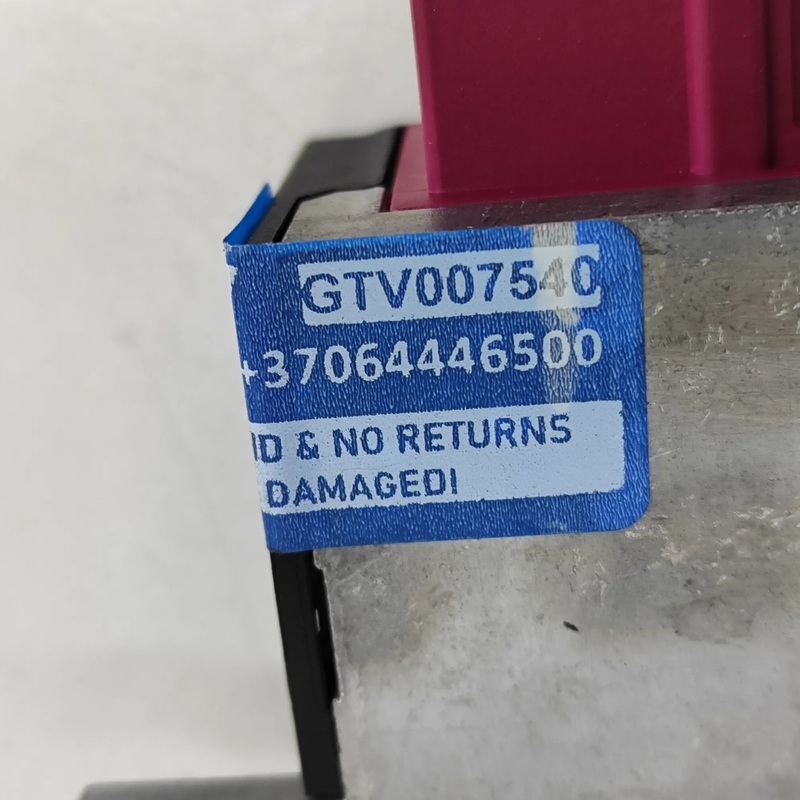 GTV007540
+37064446500
ID & NO RETURNS
DAMAGED!